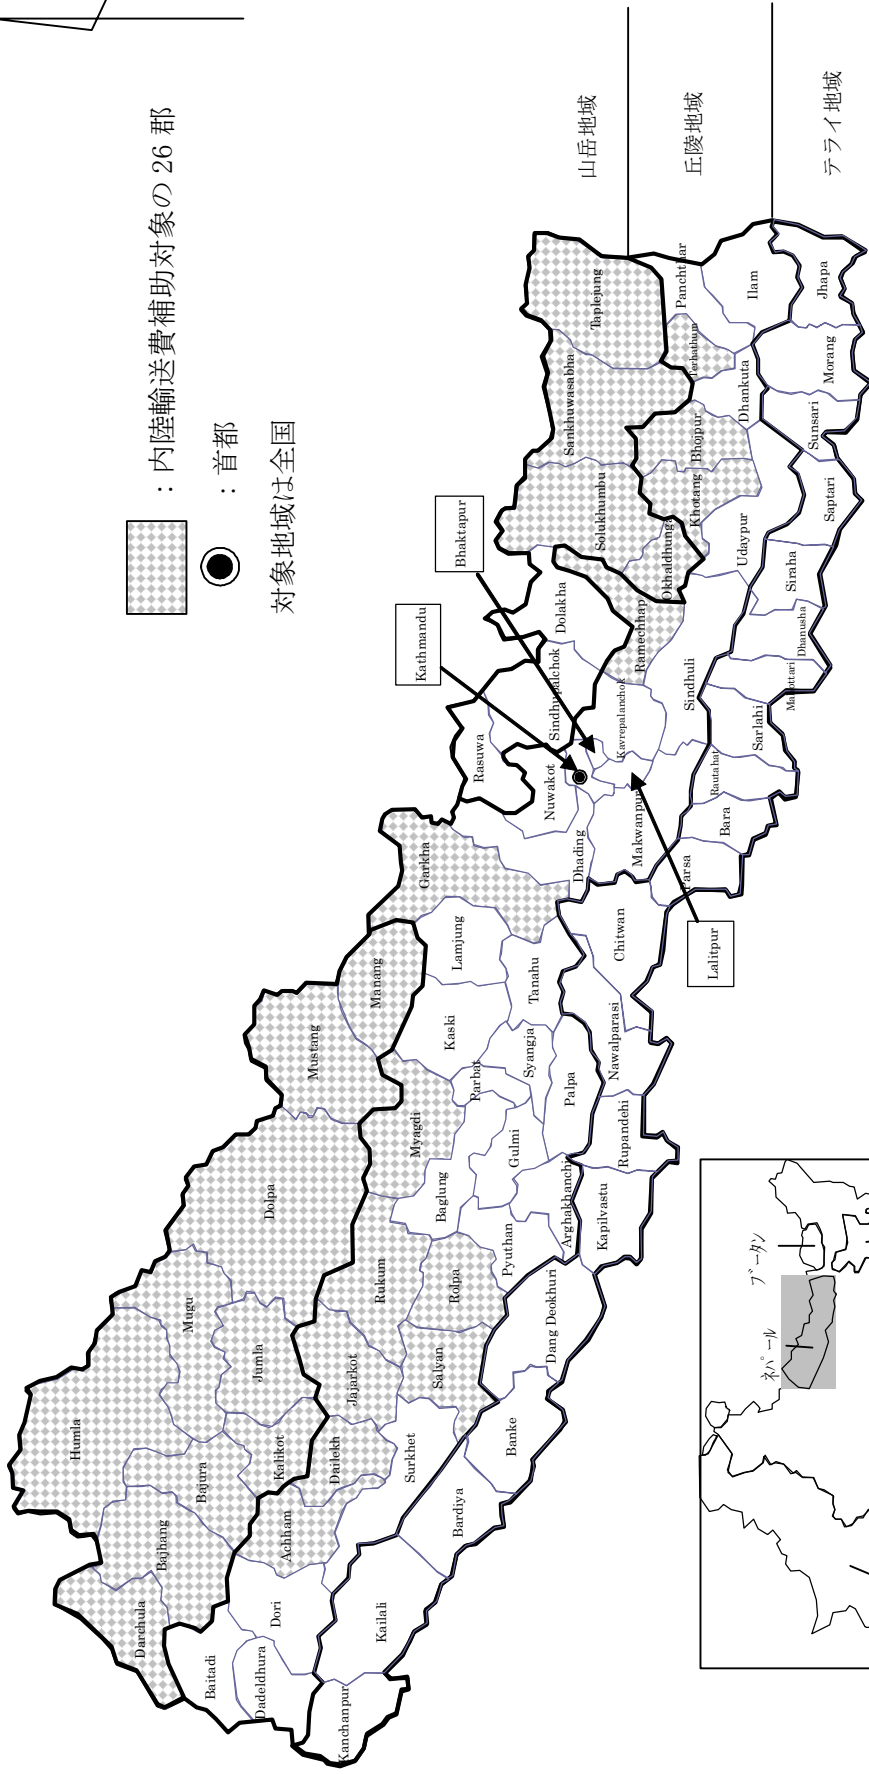 ：内陸輸送費補助対象の 26 郡
：首都
対象地域は全国
山岳地域
丘陵地域
テライ地域
Darchula
Bajhang
Humla
Bajura
Mugu
Baitadi
Dadeldhura
Dori
Achham
Kalikot
Jumla
Dolpa
Mustang
Manang
Kanchanpur
Kailali
Dailekh
Jajarkot
Rukum
Myagdi
Surkhet
Salyan
Rolpa
Baglung
Parbat
Kaski
Lamjung
Garkha
Bardiya
Banke
Dang Deokhuri
Pyuthan
Gulmi
Syangja
Tanahu
Arghakhanchi
Palpa
Kapilvastu
Rupandehi
Nawalparasi
Chitwan
Dhading
Nuwakot
Rasuwa
Sindhupalchok
Dolakha
Kathmandu
Bhaktapur
Lalitpur
Makwanpur
Kavrepalanchok
Ramechhap
Sindhuli
Parsa
Bara
Rautahat
Sarlahi
Mahottari
Dhanusha
Siraha
Saptari
Udaypur
Okhaldhunga
Solukhumbu
Khotang
Bhojpur
Sankhuwasabha
Taplejung
Terhathum
Panchthar
Dhankuta
Ilam
Sunsari
Morang
Jhapa
ネパール
ブータン